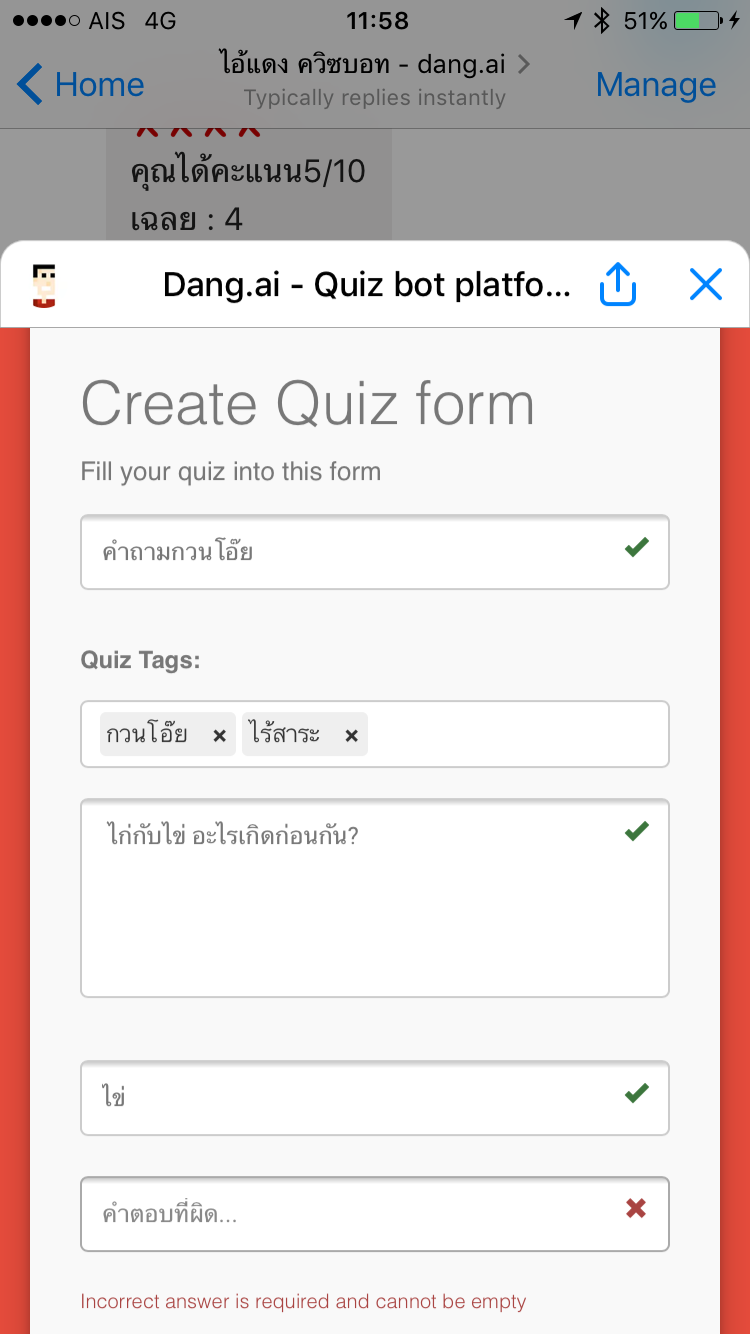 AIS 4G 11:58 51%
Home ไอ้แดง ควิซบอท - dang.ai Manage
Typically replies instantly
คุณได้คะแนน5/10
เฉลย : 4
Dang.ai - Quiz bot platfo...
Create Quiz form
Fill your quiz into this form
คำถามกวนโอ๊ย
Quiz Tags:
กวนโอ๊ย × ไร้สาระ ×
ไก่กับไข่ อะไรเกิดก่อนกัน?
ไข่
คำตอบที่ผิด...
Incorrect answer is required and cannot be empty